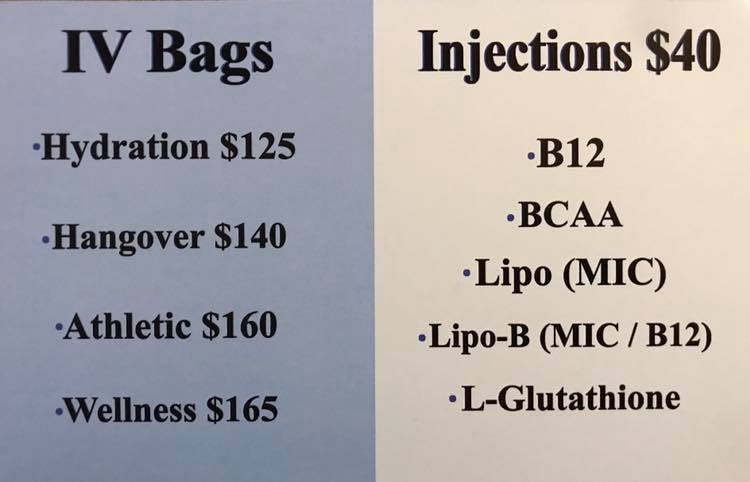 IV Bags
·Hydration $125
·Hangover $140
·Athletic $160
·Wellness $165
Injections $40
·B12
·BCAA
·Lipo (MIC)
·Lipo-B (MIC / B12)
·L-Glutathione